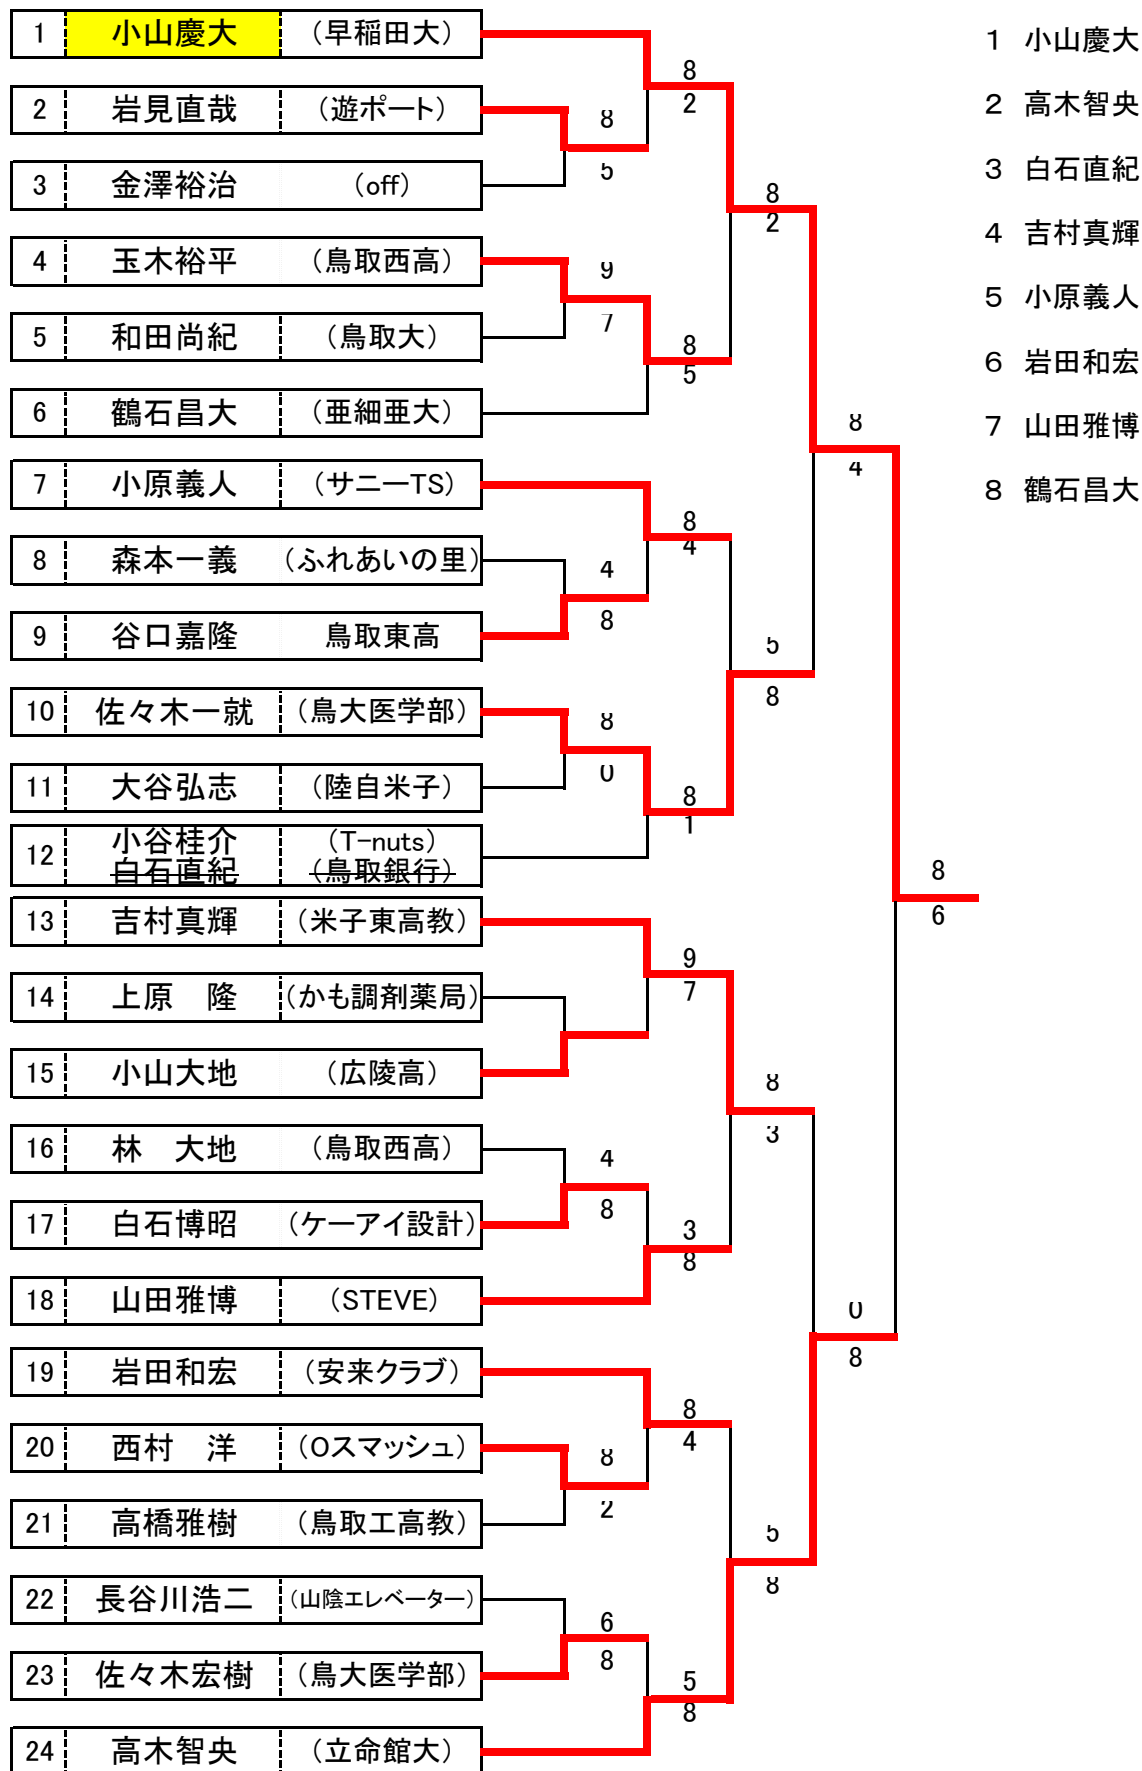 1 小山慶大 (早稲田大)
2 岩見直哉 (遊ポート)
3 金澤裕治 (off)
4 玉木裕平 (鳥取西高)
5 和田尚紀 (鳥取大)
6 鶴石昌大 (亜細亜大)
7 小原義人 (サニーTS)
8 森本一義 (ふれあいの里)
9 谷口嘉隆 鳥取東高
10 佐々木一就 (鳥大医学部)
11 大谷弘志 (陸自米子)
12 小谷桂介 (T-nuts)
白石直紀 (鳥取銀行)
13 吉村真輝 (米子東高教)
14 上原　隆 (かも調剤薬局)
15 小山大地 (広陵高)
16 林　大地 (鳥取西高)
17 白石博昭 (ケーアイ設計)
18 山田雅博 (STEVE)
19 岩田和宏 (安来クラブ)
20 西村　洋 (Oスマッシュ)
21 高橋雅樹 (鳥取工高教)
22 長谷川浩二 (山陰エレベーター)
23 佐々木宏樹 (鳥大医学部)
24 高木智央 (立命館大)
8
5
9
7
4
8
8
0
4
8
8
2
6
8
8
2
8
5
8
4
8
1
9
7
3
8
8
4
5
8
8
2
5
8
8
3
5
8
8
4
0
8
8
6
1 小山慶大
2 高木智央
3 白石直紀
4 吉村真輝
5 小原義人
6 岩田和宏
7 山田雅博
8 鶴石昌大